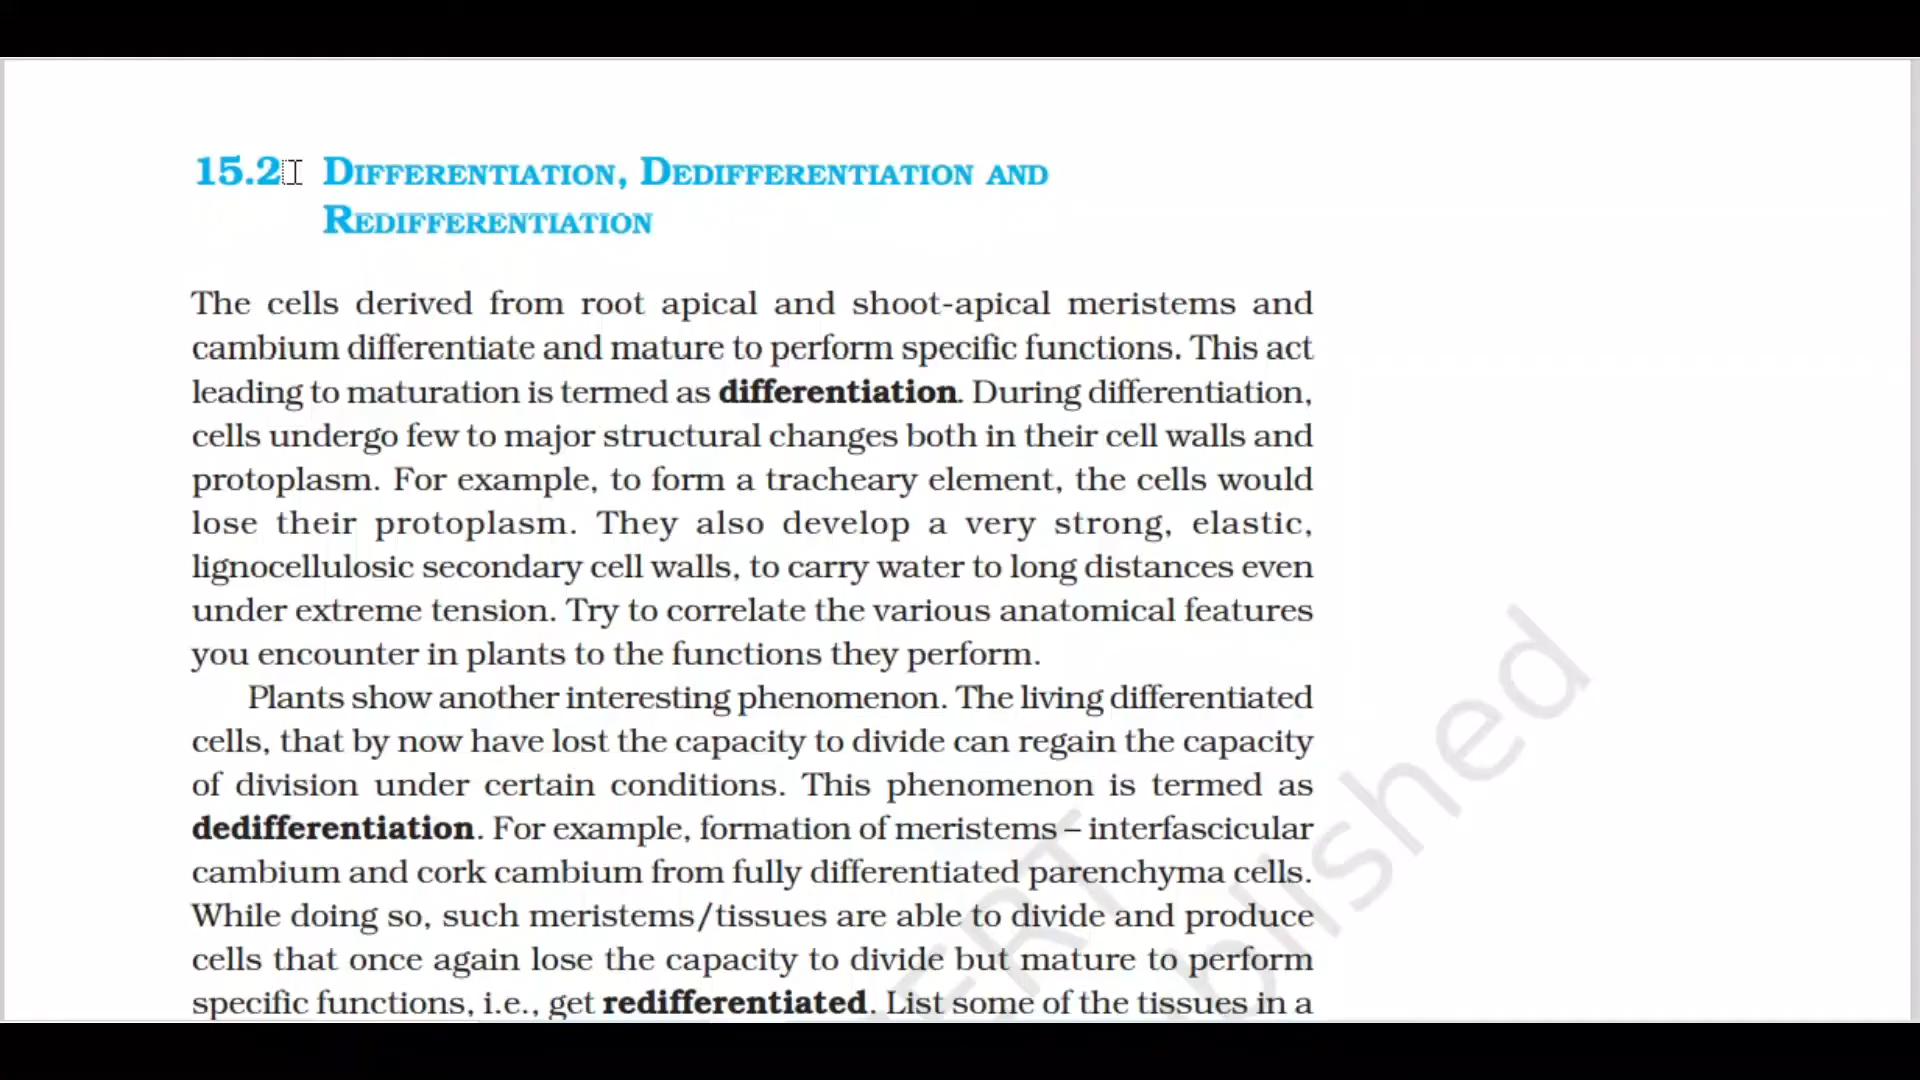 15.2 Differentiation, Dedifferentiation and
Redifferentiation
The cells derived from root apical and shoot-apical meristems and
cambium differentiate and mature to perform specific functions. This act
leading to maturation is termed as differentiation. During differentiation,
cells undergo few to major structural changes both in their cell walls and
protoplasm. For example, to form a tracheary element, the cells would
lose their protoplasm. They also develop a very strong, elastic,
lignocellulosic secondary cell walls, to carry water to long distances even
under extreme tension. Try to correlate the various anatomical features
you encounter in plants to the functions they perform.
Plants show another interesting phenomenon. The living differentiated
cells, that by now have lost the capacity to divide can regain the capacity
of division under certain conditions. This phenomenon is termed as
dedifferentiation. For example, formation of meristems – interfascicular
cambium and cork cambium from fully differentiated parenchyma cells.
While doing so, such meristems/tissues are able to divide and produce
cells that once again lose the capacity to divide but mature to perform
specific functions, i.e., get redifferentiated. List some of the tissues in a